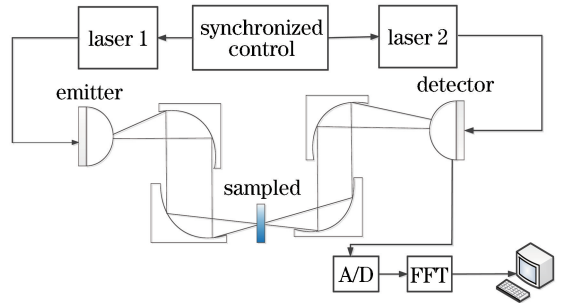 laser 1
synchronized
control
laser 2
emitter
detector
sampled
A/D
FFT